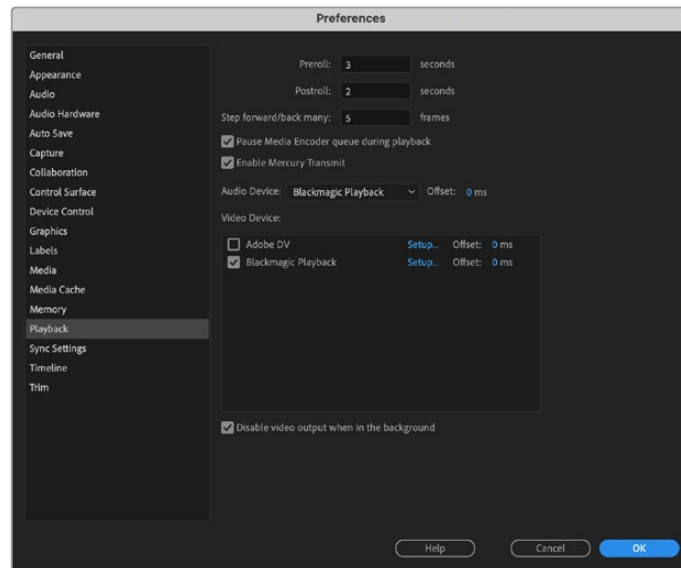 Preferences
General
Appearance
Audio
Audio Hardware
Auto Save
Capture
Collaboration
Control Surface
Device Control
Graphics
Labels
Media
Media Cache
Memory
Playback
Sync Settings
Timeline
Trim
Preroll: 3 seconds
Postroll: 2 seconds
Step forward/back many: 5 frames
Pause Media Encoder queue during playback
Enable Mercury Transmit
Audio Device: Blackmagic Playback Offset: 0 ms
Video Device:
Adobe DV Setup... Offset: 0 ms
Blackmagic Playback Setup... Offset: 0 ms
Disable video output when in the background
Help Cancel OK